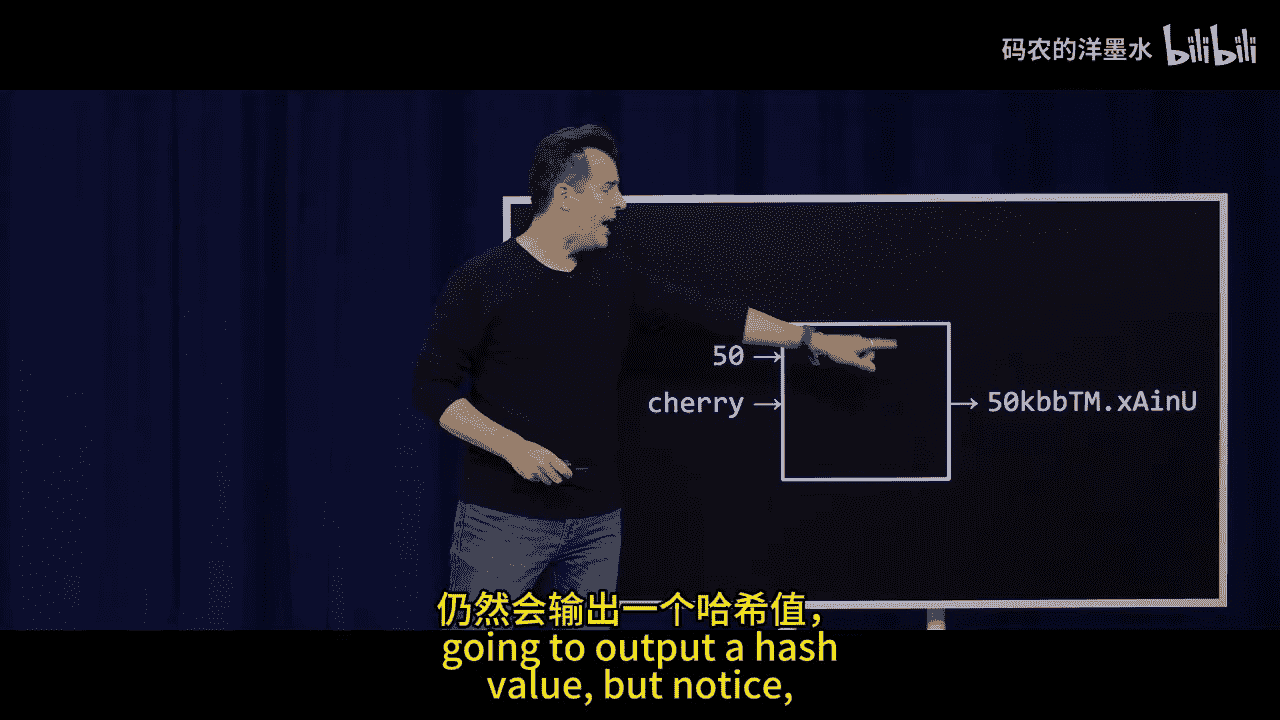 码农的洋墨水 bilibili
50 →
cherry →
→ 50kbbTM.xAinU
仍然会输出一个哈希值，
going to output a hash
value, but notice,